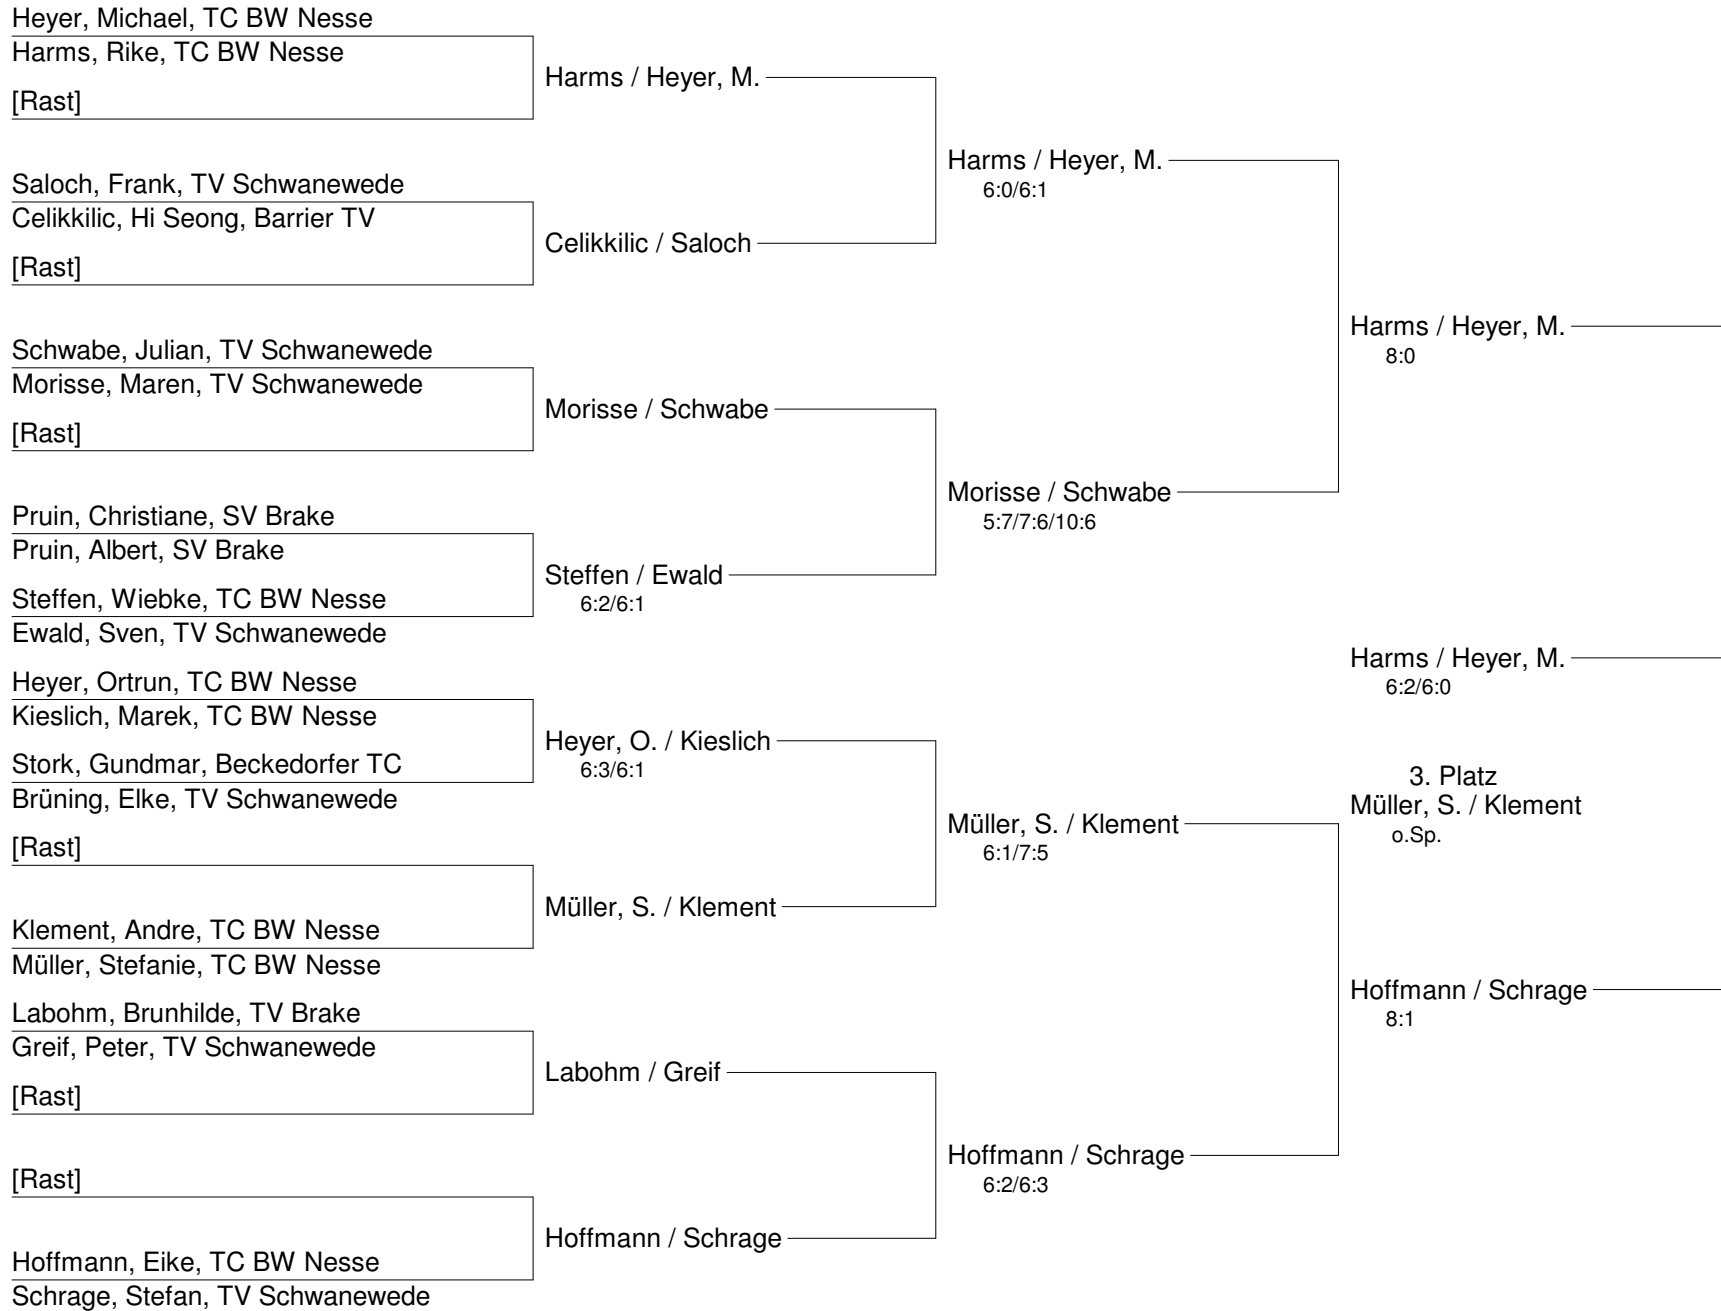 Heyer, Michael, TC BW Nesse
Harms, Rike, TC BW Nesse
[Rast]
Saloch, Frank, TV Schwanewede
Celikkilic, Hi Seong, Barrier TV
[Rast]
Schwabe, Julian, TV Schwanewede
Morisse, Maren, TV Schwanewede
[Rast]
Pruin, Christiane, SV Brake
Pruin, Albert, SV Brake
Steffen, Wiebke, TC BW Nesse
Ewald, Sven, TV Schwanewede
Heyer, Ortrun, TC BW Nesse
Kieslich, Marek, TC BW Nesse
Stork, Gundmar, Beckedorfer TC
Brüning, Elke, TV Schwanewede
[Rast]
Klement, Andre, TC BW Nesse
Müller, Stefanie, TC BW Nesse
Labohm, Brunhilde, TV Brake
Greif, Peter, TV Schwanewede
[Rast]
[Rast]
Hoffmann, Eike, TC BW Nesse
Schrage, Stefan, TV Schwanewede
Harms / Heyer, M.
Celikkilic / Saloch
Morisse / Schwabe
Steffen / Ewald
6:2/6:1
Heyer, O. / Kieslich
6:3/6:1
Müller, S. / Klement
Labohm / Greif
Hoffmann / Schrage
Harms / Heyer, M.
6:0/6:1
Morisse / Schwabe
5:7/7:6/10:6
Müller, S. / Klement
6:1/7:5
Hoffmann / Schrage
6:2/6:3
Harms / Heyer, M.
8:0
Harms / Heyer, M.
6:2/6:0
3. Platz
Müller, S. / Klement
o.Sp.
Hoffmann / Schrage
8:1